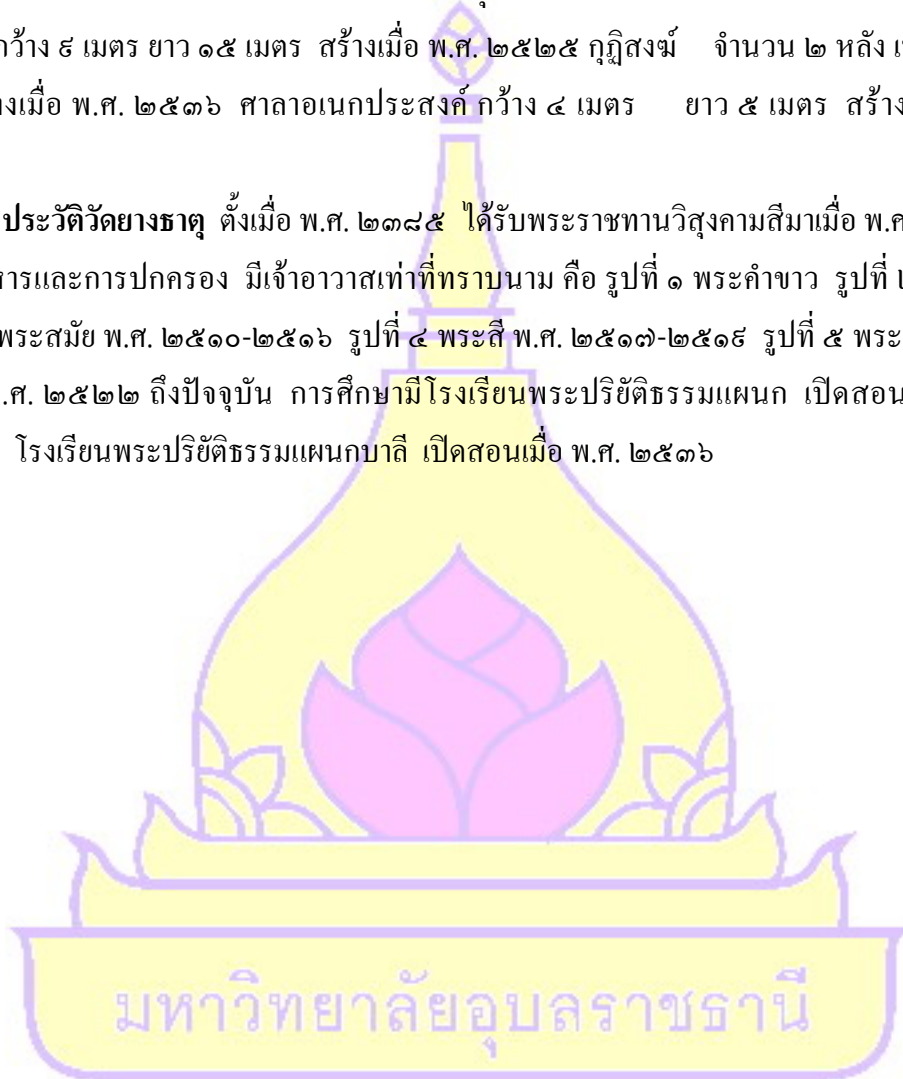 กว้าง ๙ เมตร ยาว ๑๕ เมตร สร้างเมื่อ พ.ศ. ๒๕๒๕ กุฏิสงฆ์ จำนวน ๒ หลัง
งเมื่อ พ.ศ. ๒๕๓๖ ศาลาอเนกประสงค์ กว้าง ๔ เมตร ยาว ๕ เมตร สร้าง
ประวัติวัดยางธาตุ ตั้งเมื่อ พ.ศ. ๒๓๘๕ ได้รับพระราชทานวิสุงคามสีมาเมื่อ พ.ศ
หารและการปกครอง มีเจ้าอาวาสเท่าที่ทราบนาม คือ รูปที่ ๑ พระคำขาว รูปที่
พระสมัย พ.ศ. ๒๕๑๐-๒๕๑๖ รูปที่ ๔ พระสี พ.ศ. ๒๕๑๗-๒๕๑๙ รูปที่ ๕ พระ
.ศ. ๒๕๒๒ ถึงปัจจุบัน การศึกษามีโรงเรียนพระปริยัติธรรมแผนก เปิดสอน
โรงเรียนพระปริยัติธรรมแผนกบาลี เปิดสอนเมื่อ พ.ศ. ๒๕๓๖
มหาวิทยาลัยอุบลราชธานี